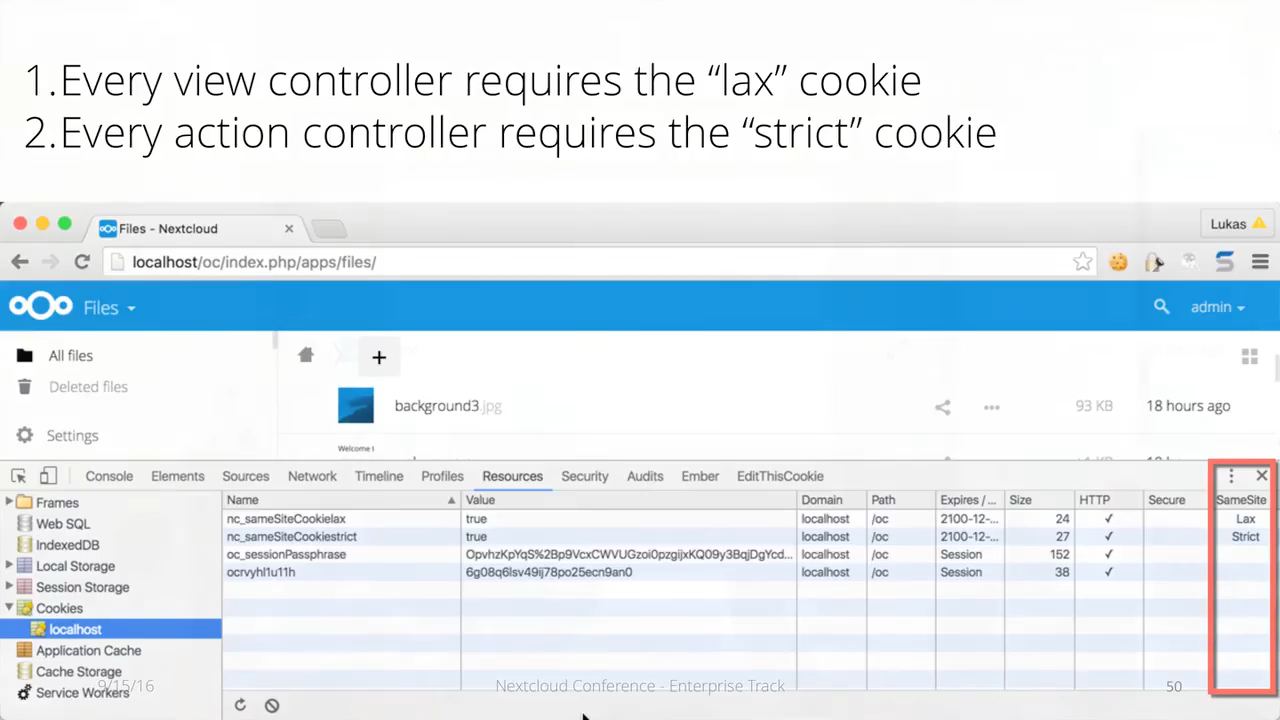 1.Every view controller requires the “lax” cookie
2.Every action controller requires the “strict” cookie
Files - Nextcloud
Lukas
localhost/oc/index.php/apps/files/
Files
admin
All files
Deleted files
Settings
background3.jpg 93 KB 18 hours ago
Welcome t
Console Elements Sources Network Timeline Profiles Resources Security Audits Ember EditThisCookie
Frames
Web SQL
IndexedDB
Local Storage
Session Storage
Cookies
localhost
Application Cache
Cache Storage
Service Workers
Name Value Domain Path Expires /... Size HTTP Secure SameSite
nc_sameSiteCookielax true localhost /oc 2100-12-... 24 ✓ Lax
nc_sameSiteCookiestrict true localhost /oc 2100-12-... 27 ✓ Strict
oc_sessionPassphrase OpvhzKpYqS%2Bp9VcxCWVUGzoi0pzgijxKQ09y3BqjDgYcd... localhost /oc Session 152 ✓
ocrvyhl1u11h 6g08q6lsv49ij78po25ecn9an0 localhost /oc Session 38 ✓
9/15/16
Nextcloud Conference - Enterprise Track
50